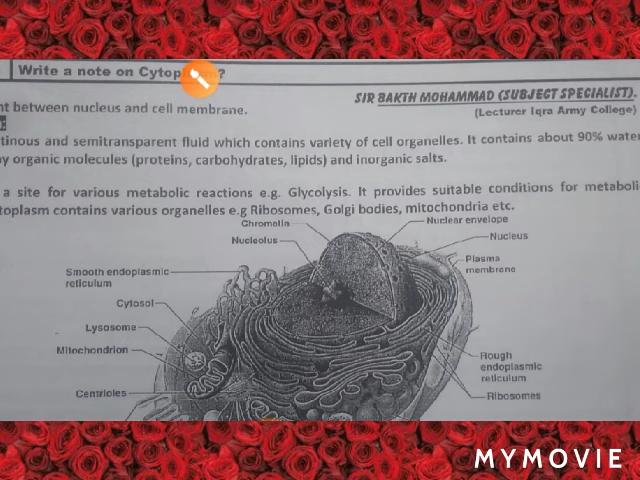 Write a note on Cytop ?
SIR BAKTH MOHAMMAD (SUBJECT SPECIALIST).
between nucleus and cell membrane.
(Lecturer Iqra Army College)
tinous and semitransparent fluid which contains variety of cell organelles. It contains about 90% water
organic molecules (proteins, carbohydrates, lipids) and inorganic salts.
a site for various metabolic reactions e.g. Glycolysis. It provides suitable conditions for metaboli
toplasm contains various organelles e.g Ribosomes, Golgi bodies, mitochondria etc.
Chromatin
Nuclear envelope
Nucleolus
Nucleus
Plasma
membrane
Smooth endoplasmic
reticulum
Cytosol
Lysosome
Mitochondrion
Rough
endoplasmic
reticulum
Centrioles
Ribosomes
MYMOVIE